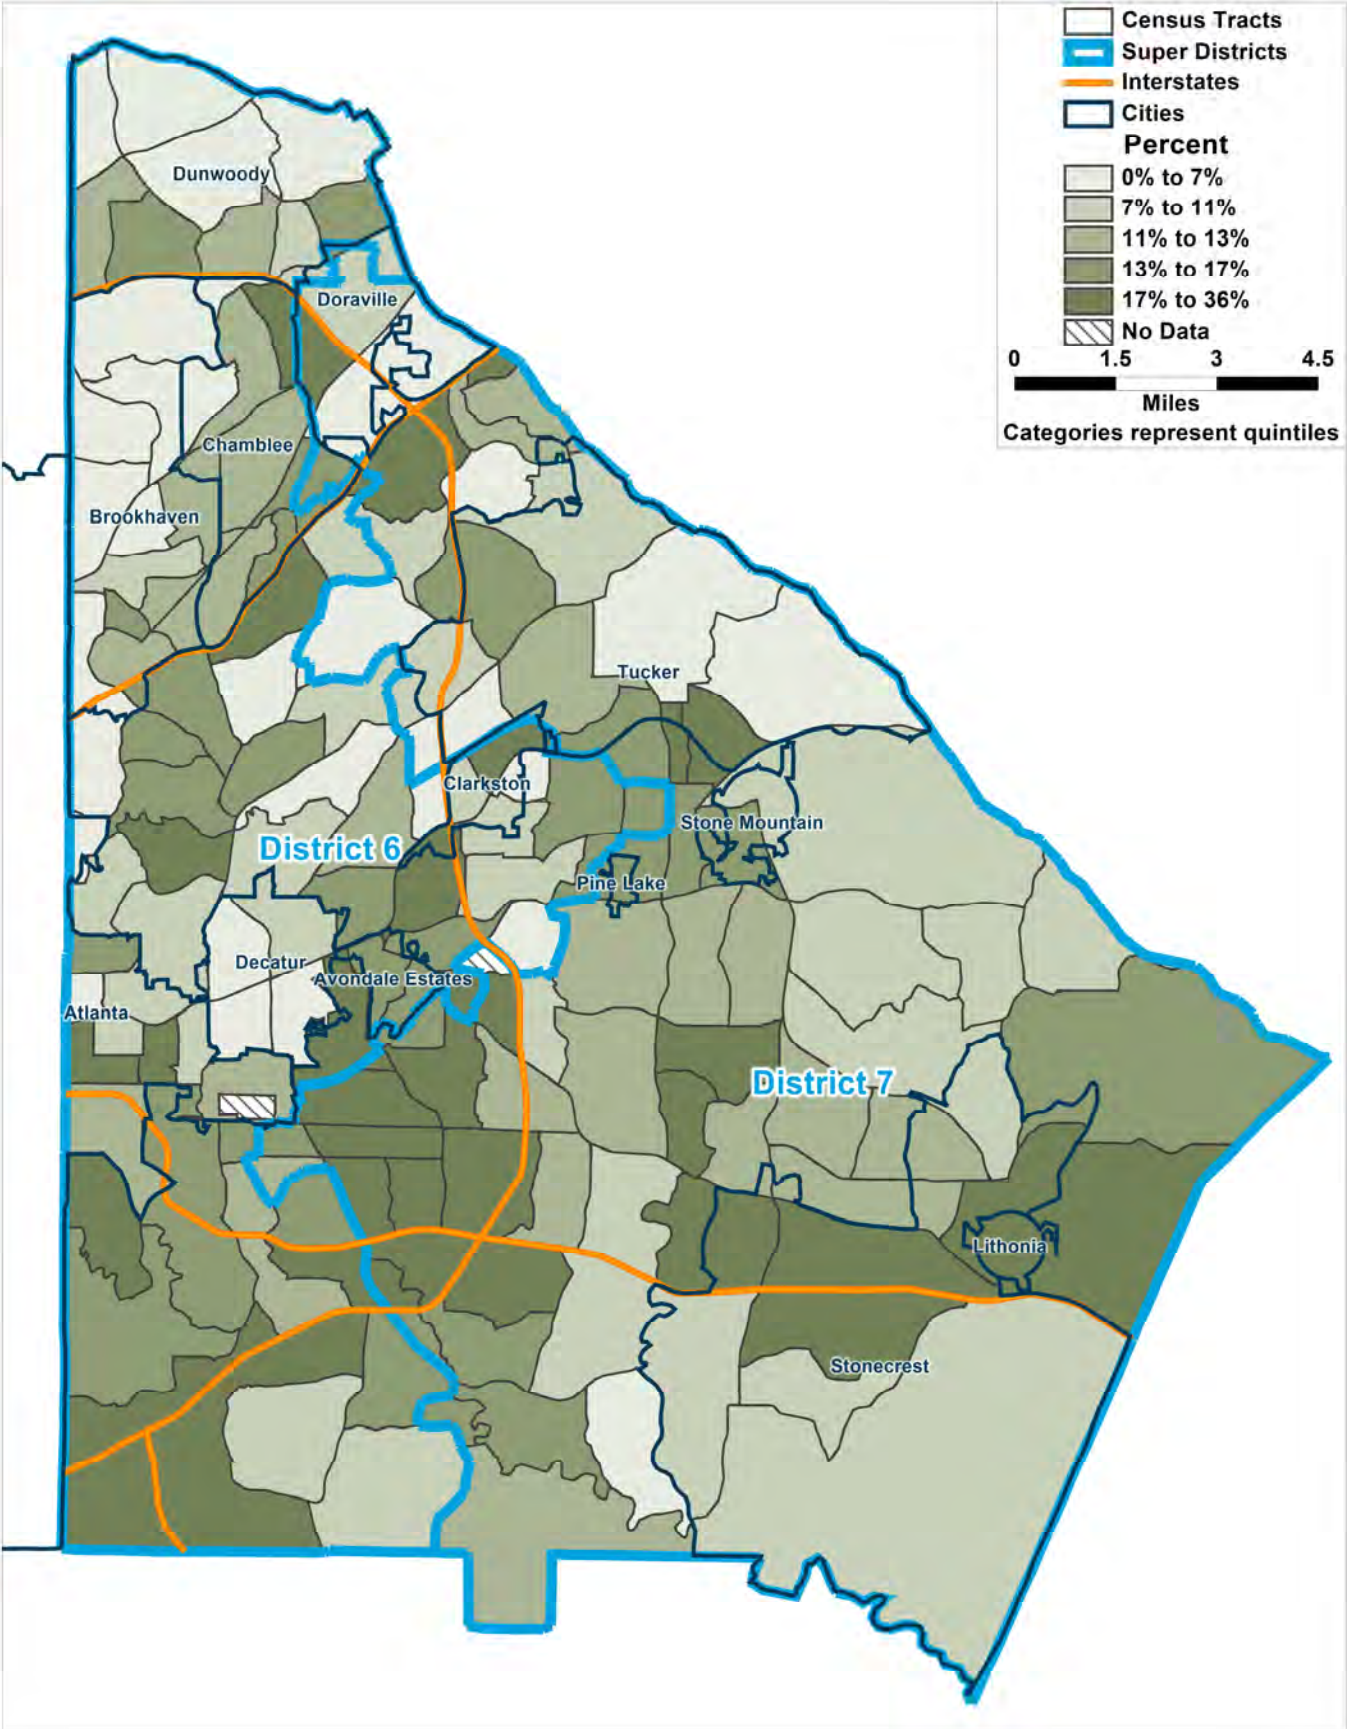 Census Tracts
Super Districts
Interstates
Cities
Percent
0% to 7%
7% to 11%
11% to 13%
13% to 17%
17% to 36%
No Data
0 1.5 3 4.5
Miles
Categories represent quintiles
Dunwoody
Doraville
Chamblee
Brookhaven
Tucker
Clarkston
Stone Mountain
District 6
Pine Lake
Decatur
Avondale Estates
Atlanta
District 7
Lithonia
Stonecrest